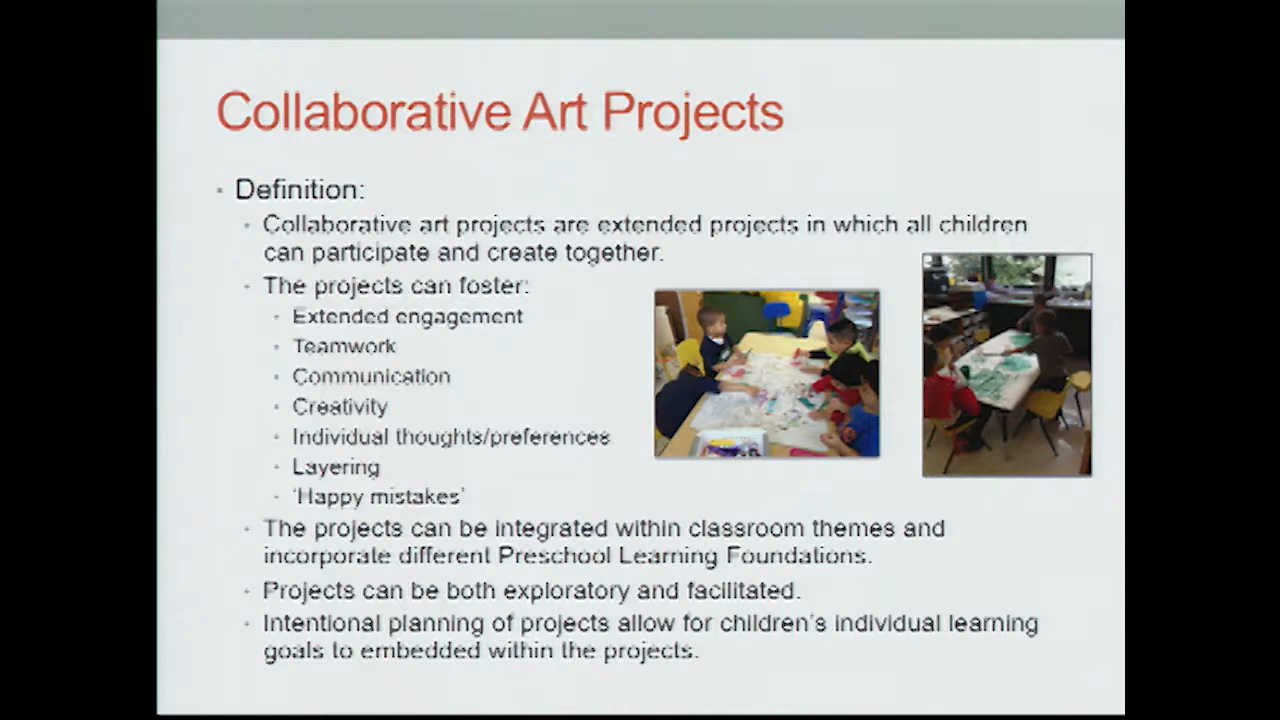 Collaborative Art Projects
• Definition:
• Collaborative art projects are extended projects in which all children
can participate and create together.
• The projects can foster:
• Extended engagement
• Teamwork
• Communication
• Creativity
• Individual thoughts/preferences
• Layering
• ‘Happy mistakes’
• The projects can be integrated within classroom themes and
incorporate different Preschool Learning Foundations.
• Projects can be both exploratory and facilitated.
• Intentional planning of projects allow for children’s individual learning
goals to embedded within the projects.